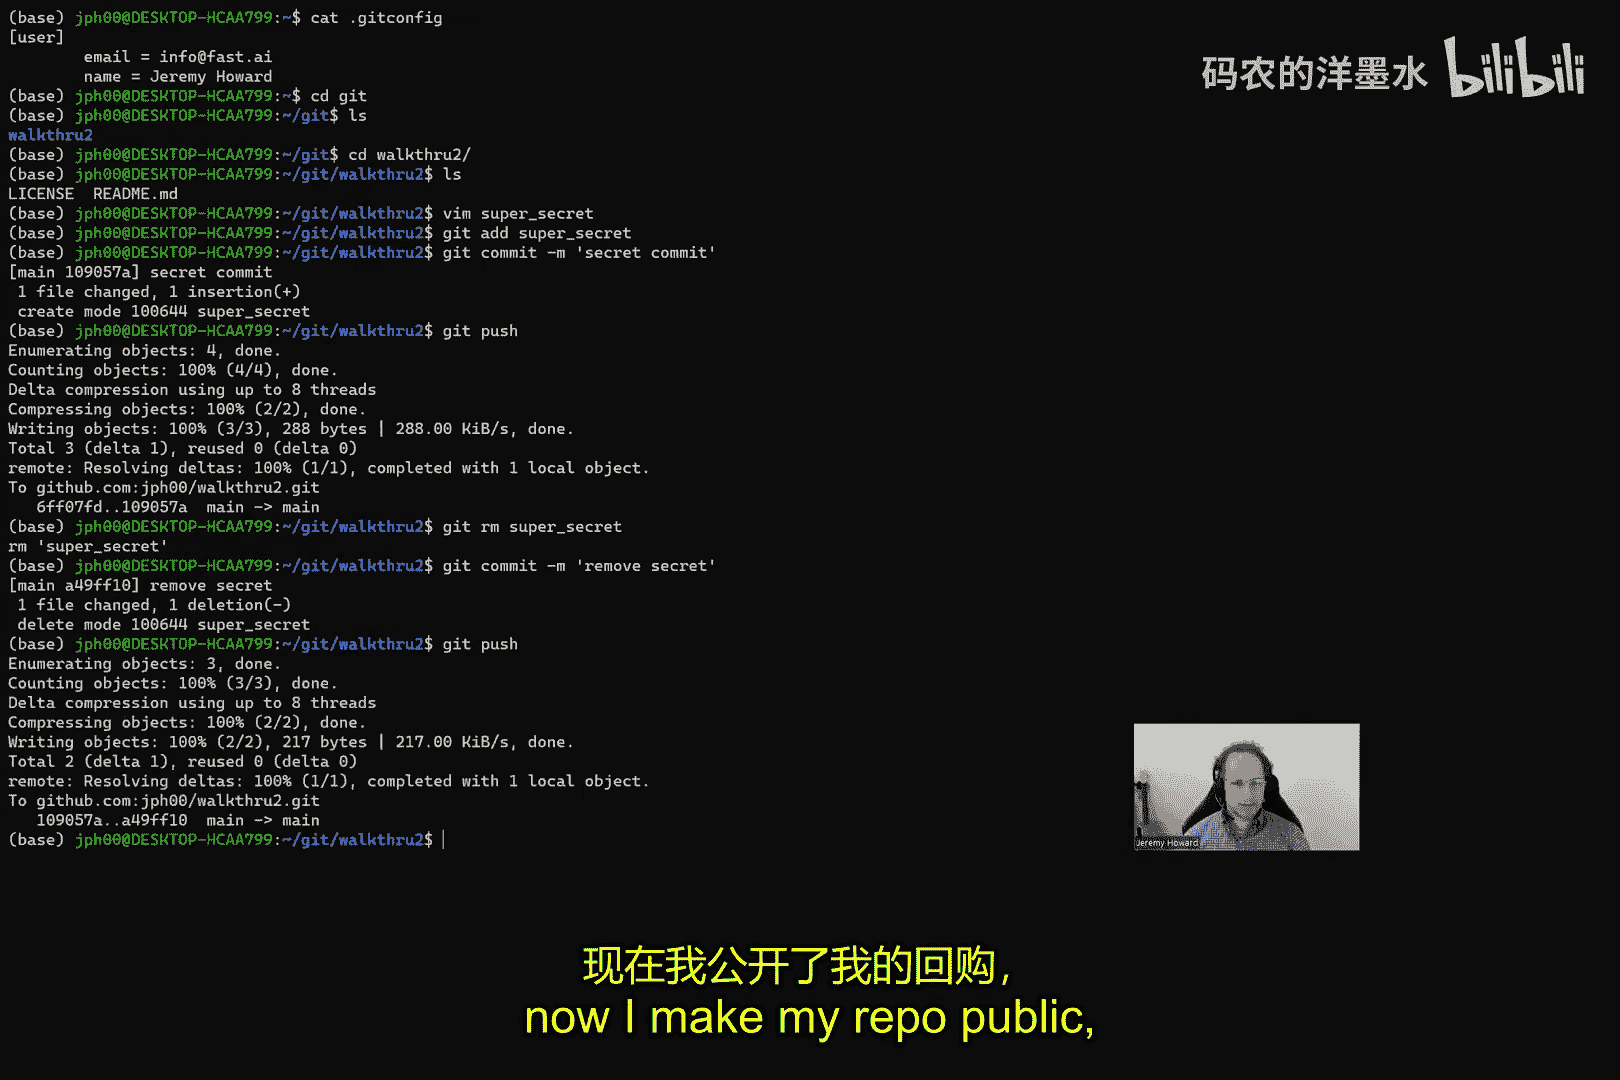 (base) jph00@DESKTOP-HCAA799:~$ cat .gitconfig
[user]
        email = info@fast.ai
        name = Jeremy Howard
(base) jph00@DESKTOP-HCAA799:~$ cd git
(base) jph00@DESKTOP-HCAA799:~/git$ ls
walkthru2
(base) jph00@DESKTOP-HCAA799:~/git$ cd walkthru2/
(base) jph00@DESKTOP-HCAA799:~/git/walkthru2$ ls
LICENSE  README.md
(base) jph00@DESKTOP-HCAA799:~/git/walkthru2$ vim super_secret
(base) jph00@DESKTOP-HCAA799:~/git/walkthru2$ git add super_secret
(base) jph00@DESKTOP-HCAA799:~/git/walkthru2$ git commit -m 'secret commit'
[main 109057a] secret commit
 1 file changed, 1 insertion(+)
 create mode 100644 super_secret
(base) jph00@DESKTOP-HCAA799:~/git/walkthru2$ git push
Enumerating objects: 4, done.
Counting objects: 100% (4/4), done.
Delta compression using up to 8 threads
Compressing objects: 100% (2/2), done.
Writing objects: 100% (3/3), 288 bytes | 288.00 KiB/s, done.
Total 3 (delta 1), reused 0 (delta 0)
remote: Resolving deltas: 100% (1/1), completed with 1 local object.
To github.com:jph00/walkthru2.git
   6ff07fd..109057a  main -> main
(base) jph00@DESKTOP-HCAA799:~/git/walkthru2$ git rm super_secret
rm 'super_secret'
(base) jph00@DESKTOP-HCAA799:~/git/walkthru2$ git commit -m 'remove secret'
[main a49ff10] remove secret
 1 file changed, 1 deletion(-)
 delete mode 100644 super_secret
(base) jph00@DESKTOP-HCAA799:~/git/walkthru2$ git push
Enumerating objects: 3, done.
Counting objects: 100% (3/3), done.
Delta compression using up to 8 threads
Compressing objects: 100% (2/2), done.
Writing objects: 100% (2/2), 217 bytes | 217.00 KiB/s, done.
Total 2 (delta 1), reused 0 (delta 0)
remote: Resolving deltas: 100% (1/1), completed with 1 local object.
To github.com:jph00/walkthru2.git
   109057a..a49ff10  main -> main
(base) jph00@DESKTOP-HCAA799:~/git/walkthru2$
码农的洋墨水 bilibili
Jeremy Howard
现在我公开了我的回购，
now I make my repo public,